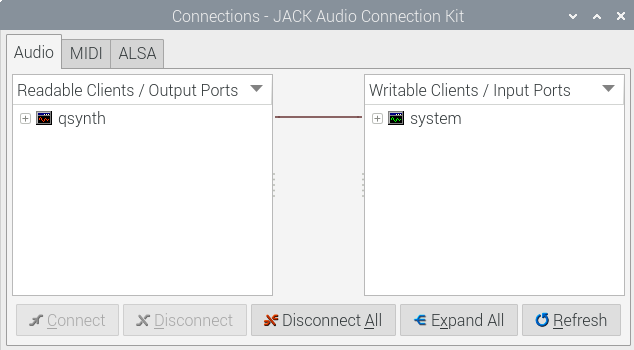 Connections - JACK Audio Connection Kit
Audio MIDI ALSA
Readable Clients / Output Ports Writable Clients / Input Ports
qsynth system
Connect Disconnect Disconnect All Expand All Refresh